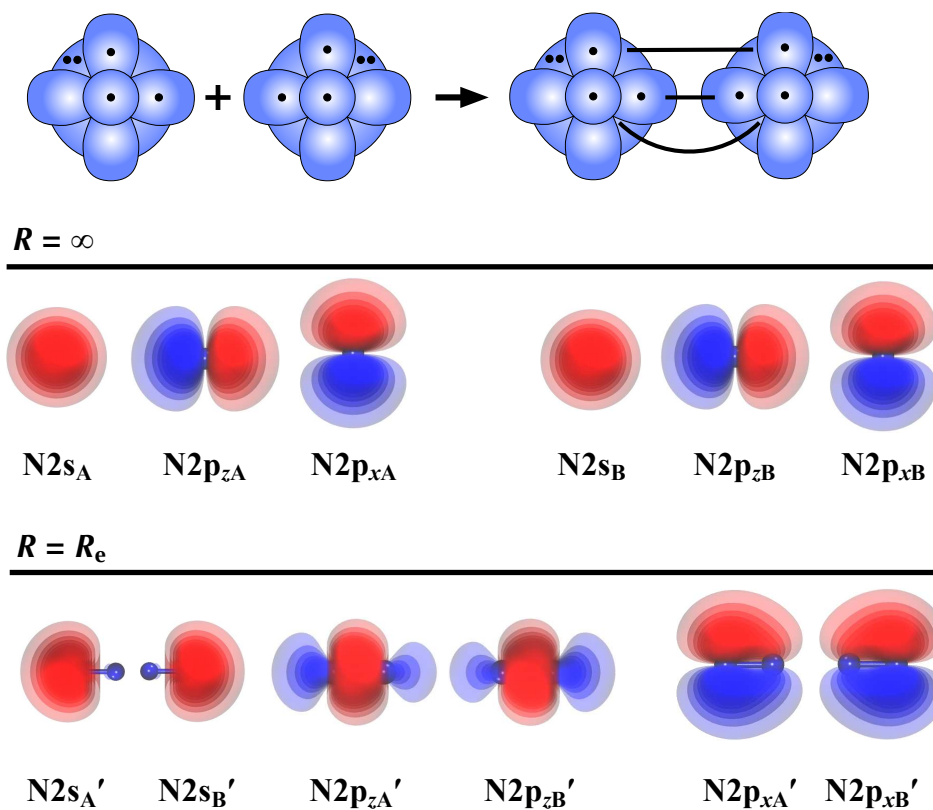 +
R = ∞
N2s_A N2p_zA N2p_xA N2s_B N2p_zB N2p_xB
R = R_e
N2s_A′ N2s_B′ N2p_zA′ N2p_zB′ N2p_xA′ N2p_xB′